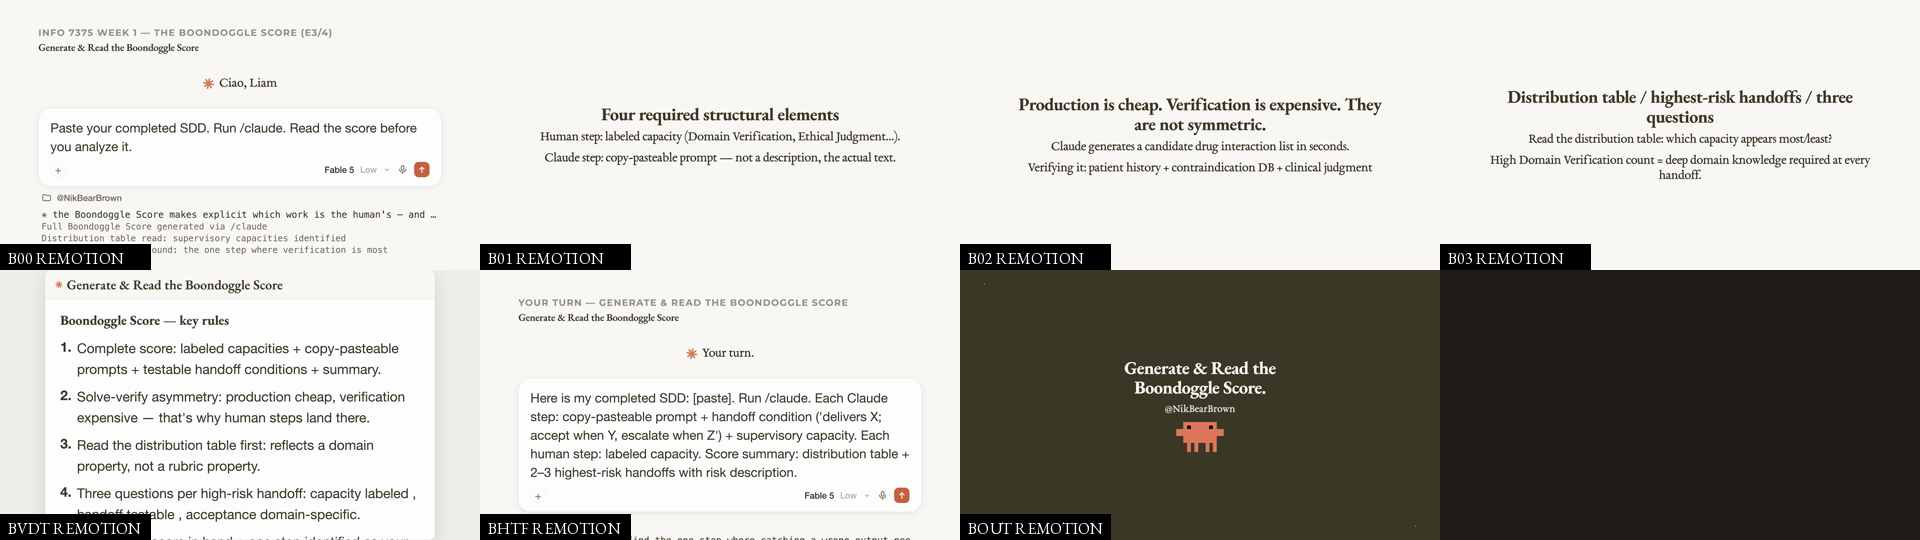 INFO 7375 WEEK 1 — THE BOONDOGGLE SCORE (E3/4)
Generate & Read the Boondoggle Score
Ciao, Liam
Paste your completed SDD. Run /claude. Read the score before
you analyze it.
+ Fable 5 Low
@NikBearBrown
the Boondoggle Score makes explicit which work is the human's — and …
Full Boondoggle Score generated via /claude
Distribution table read: supervisory capacities identified
the one step where verification is most
B00 REMOTION
Four required structural elements
Human step: labeled capacity (Domain Verification, Ethical Judgment...).
Claude step: copy-pasteable prompt — not a description, the actual text.
B01 REMOTION
Production is cheap. Verification is expensive. They
are not symmetric.
Claude generates a candidate drug interaction list in seconds.
Verifying it: patient history + contraindication DB + clinical judgment
B02 REMOTION
Distribution table / highest-risk handoffs / three
questions
Read the distribution table: which capacity appears most/least?
High Domain Verification count = deep domain knowledge required at every
handoff.
B03 REMOTION
Generate & Read the Boondoggle Score
Boondoggle Score — key rules
1. Complete score: labeled capacities + copy-pasteable
prompts + testable handoff conditions + summary.
2. Solve-verify asymmetry: production cheap, verification
expensive — that's why human steps land there.
3. Read the distribution table first: reflects a domain
property, not a rubric property.
4. Three questions per high-risk handoff: capacity labeled ,
handoff testable , acceptance domain-specific.
BVDT REMOTION
YOUR TURN — GENERATE & READ THE BOONDOGGLE SCORE
Generate & Read the Boondoggle Score
Your turn.
Here is my completed SDD: [paste]. Run /claude. Each Claude
step: copy-pasteable prompt + handoff condition ('delivers X;
accept when Y, escalate when Z') + supervisory capacity. Each
human step: labeled capacity. Score summary: distribution table +
2–3 highest-risk handoffs with risk description.
+ Fable 5 Low
BHTF REMOTION
Generate & Read the
Boondoggle Score.
@NikBearBrown
BOUT REMOTION